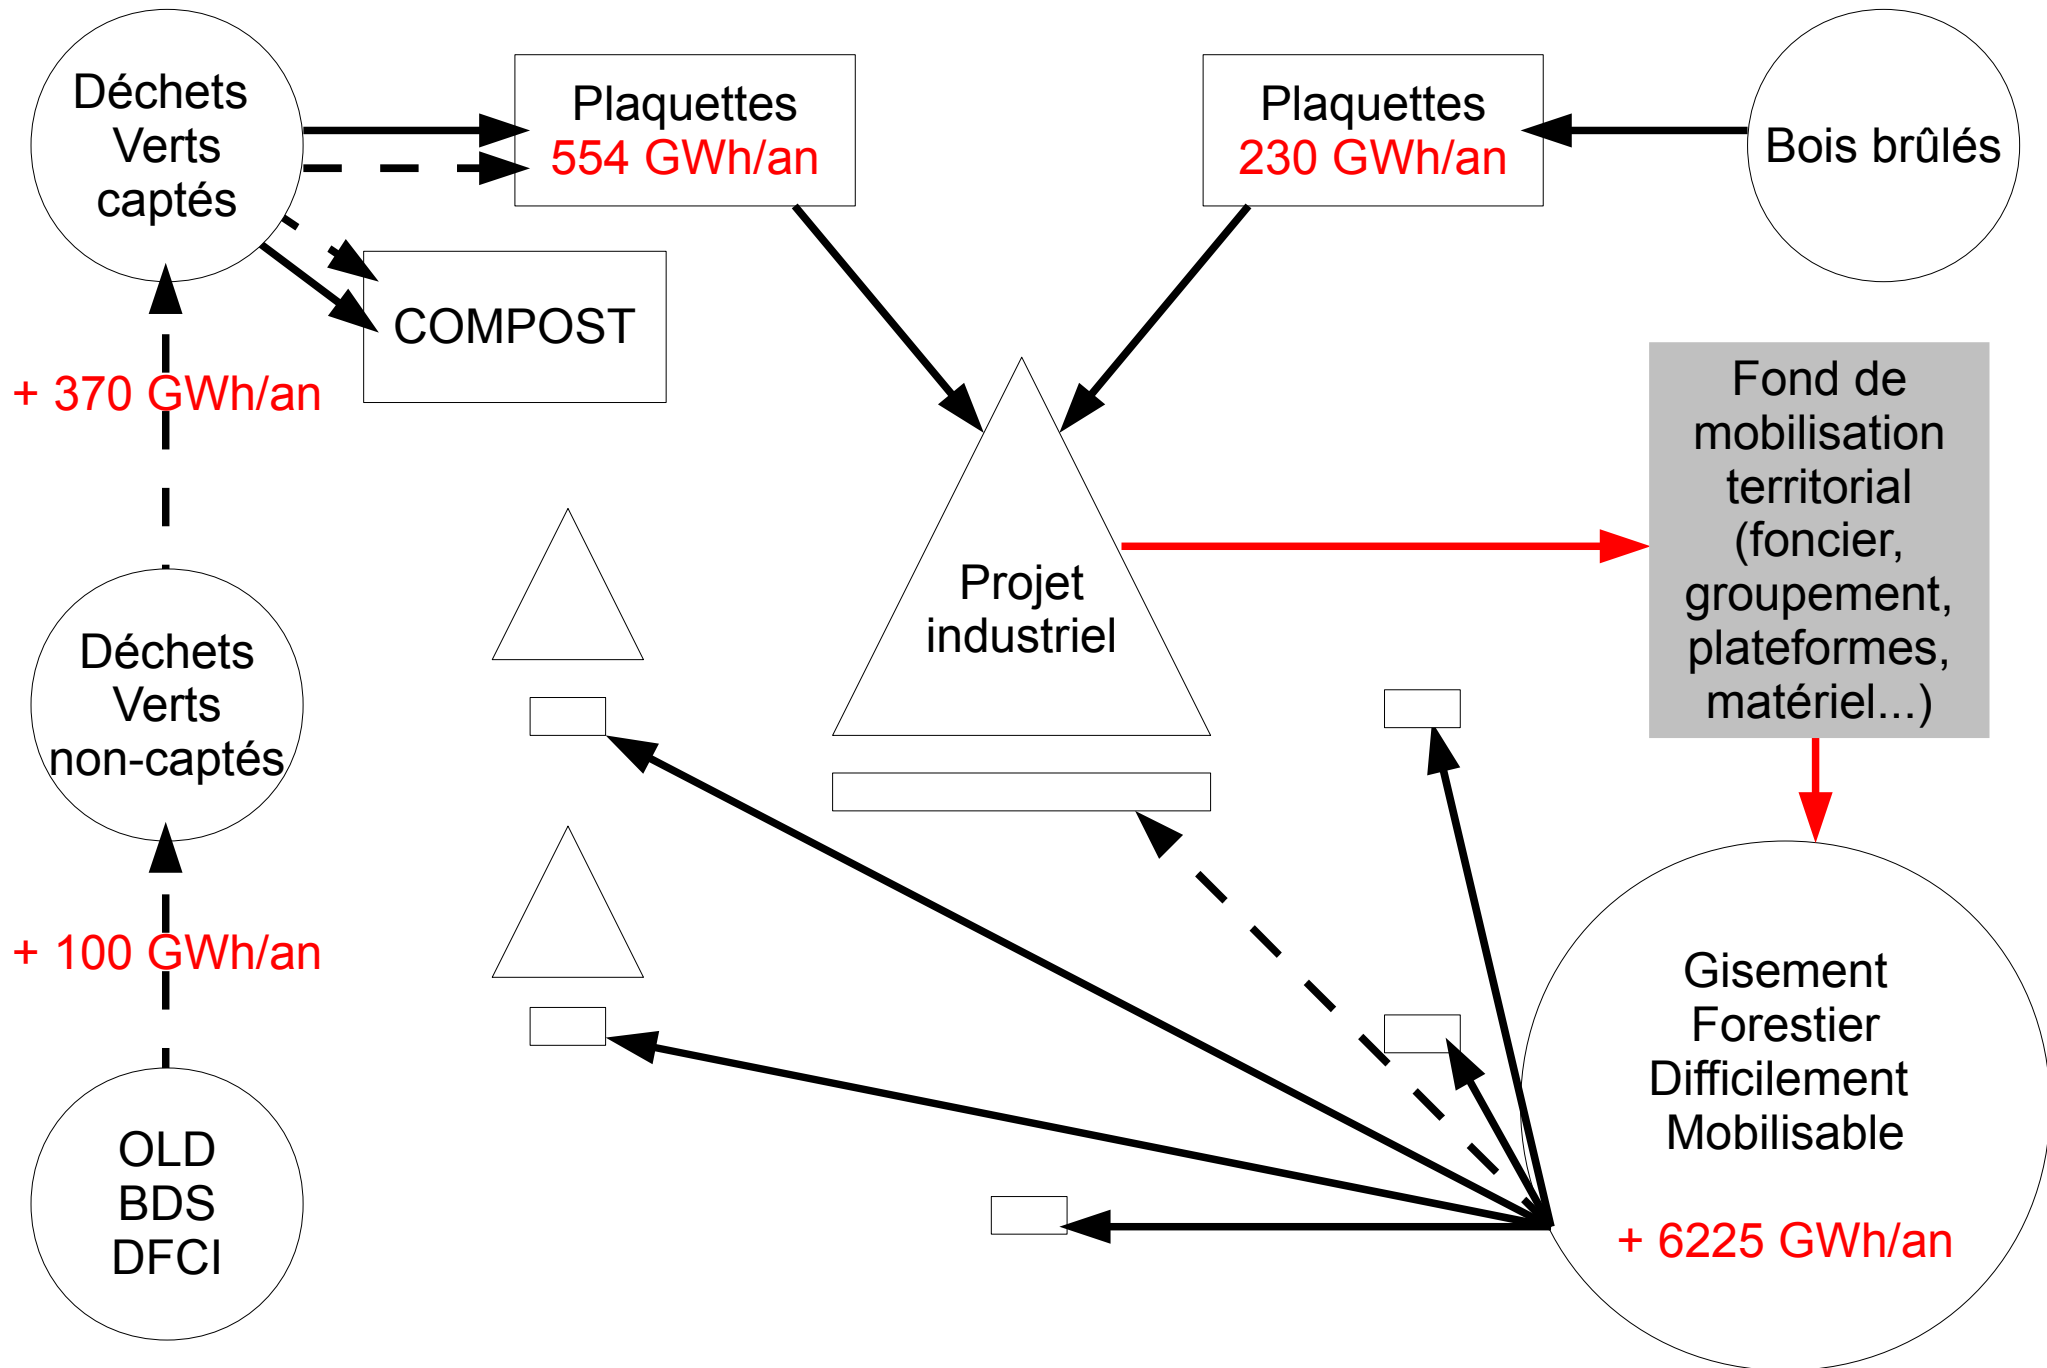 Déchets
Verts
captés
Plaquettes
554 GWh/an
Plaquettes
230 GWh/an
Bois brûlés
COMPOST
+ 370 GWh/an
Fond de
mobilisation
territorial
(foncier,
groupement,
plateformes,
matériel...)
Projet
industriel
Déchets
Verts
non-captés
+ 100 GWh/an
Gisement
Forestier
Difficilement
Mobilisable
+ 6225 GWh/an
OLD
BDS
DFCI